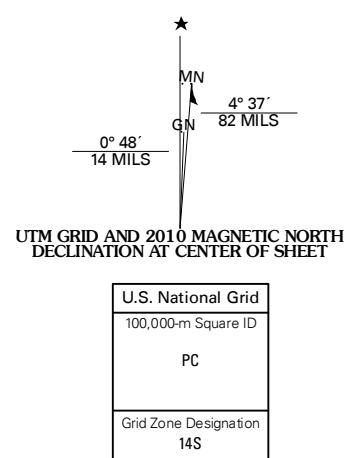 ★
MN
GN
4° 37´
82 MILS
0° 48´
14 MILS
UTM GRID AND 2010 MAGNETIC NORTH
DECLINATION AT CENTER OF SHEET
U.S. National Grid
100,000-m Square ID
PC
Grid Zone Designation
14S